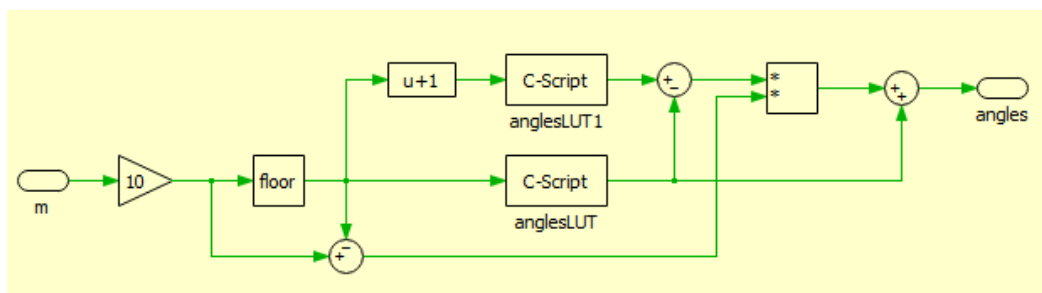 u+1
C-Script
+
−
*
*
+
+
anglesLUT1
angles
m
10
floor
C-Script
anglesLUT
−
+